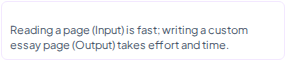 Reading a page (Input) is fast: writing a custom
essay page (Output) takes effort and time.